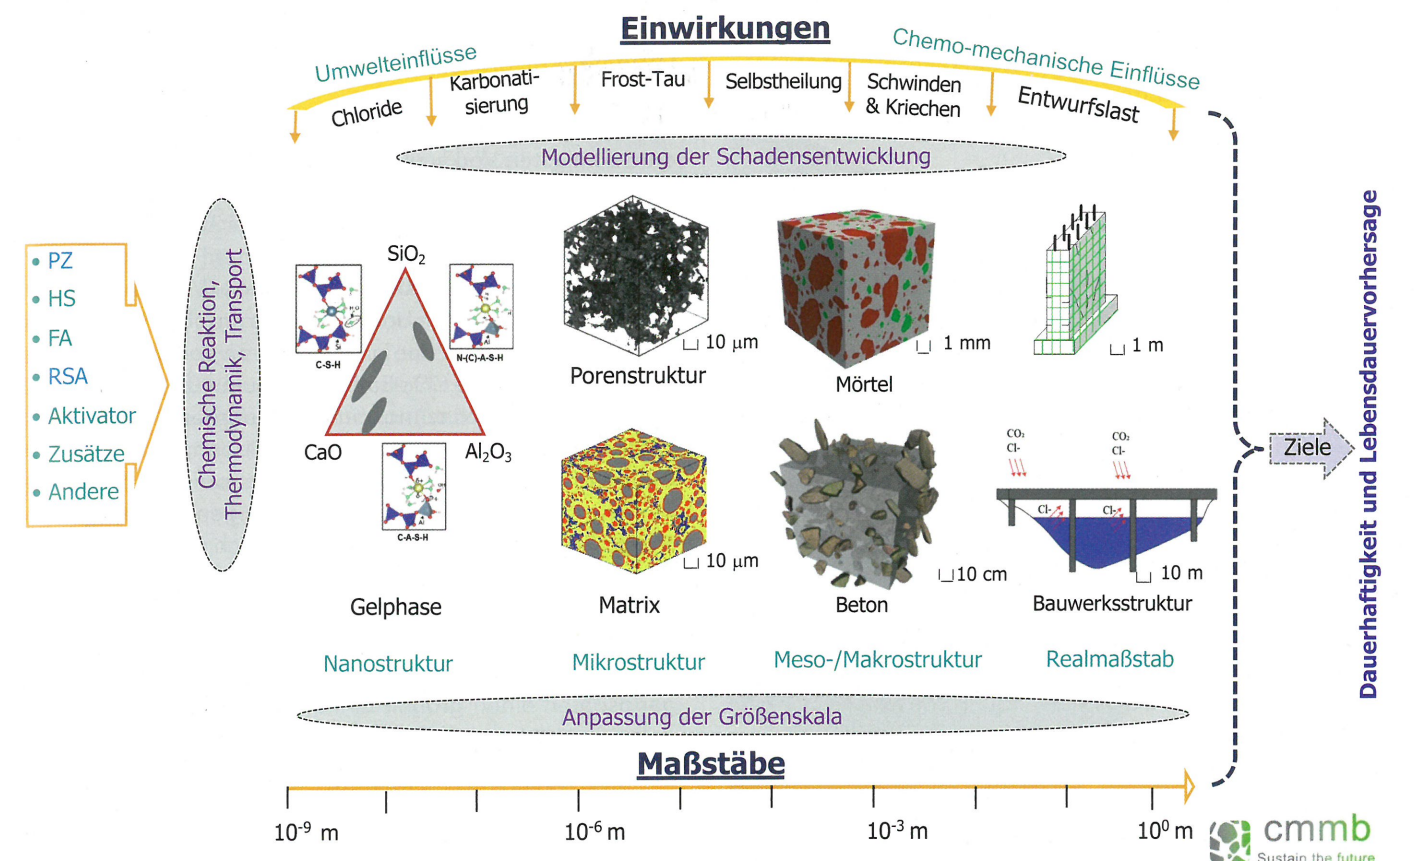 Einwirkungen
Umwelteinflüsse
Chemo-mechanische Einflüsse
Chloride
Karbonati-
sierung
Frost-Tau
Selbstheilung
Schwinden
& Kriechen
Entwurfslast
Modellierung der Schadensentwicklung
• PZ
• HS
• FA
• RSA
• Aktivator
• Zusätze
• Andere
Chemische Reaktion,
Thermodynamik, Transport
SiO₂
C-S-H
N-(C)-A-S-H
CaO
Al₂O₃
C-A-S-H
Gelphase
10 μm
Porenstruktur
1 mm
Mörtel
1 m
10 μm
Matrix
10 cm
Beton
CO₂
Cl-
CO₂
Cl-
Cl-
Cl-
10 m
Bauwerksstruktur
Nanostruktur
Mikrostruktur
Meso-/Makrostruktur
Realmaßstab
Anpassung der Größenskala
Maßstäbe
10⁻⁹ m
10⁻⁶ m
10⁻³ m
10⁰ m
Ziele
Dauerhaftigkeit und Lebensdauervorhersage
cmmb
Sustain the future